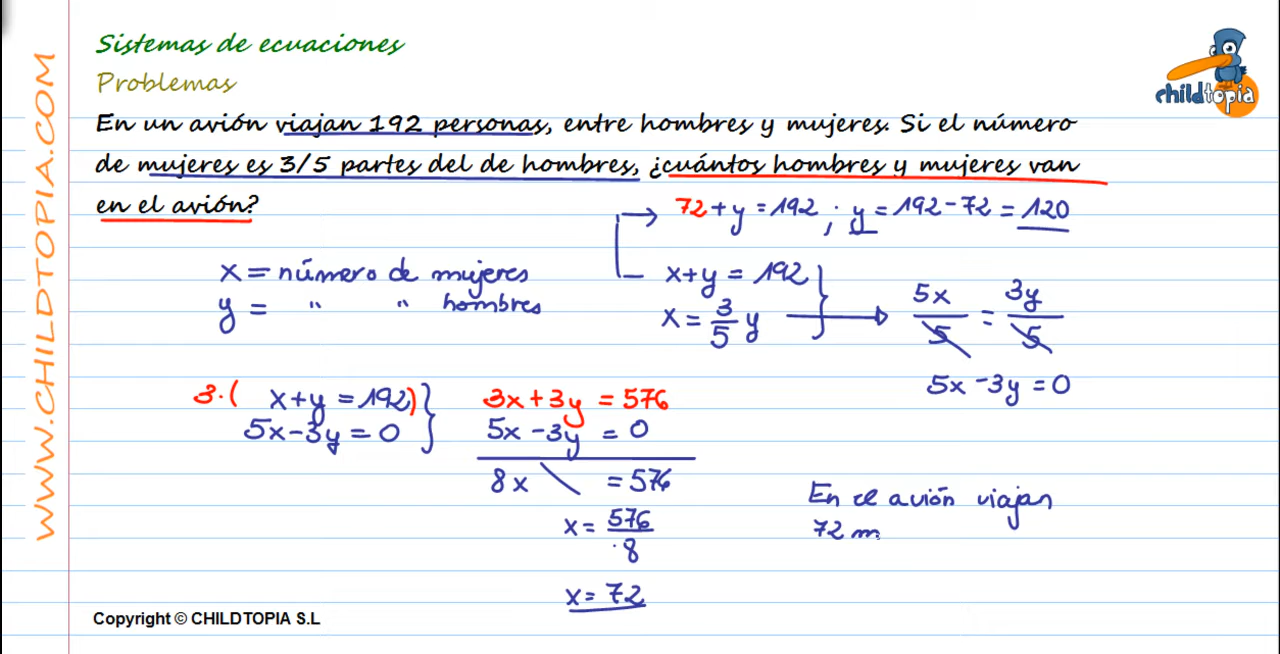 Sistemas de ecuaciones
Problemas
childtopia
En un avión viajan 192 personas, entre hombres y mujeres. Si el número
de mujeres es 3/5 partes del de hombres, ¿cuántos hombres y mujeres van
en el avión?
72 + y = 192 ; y = 192 - 72 = 120
x = número de mujeres
y = " " hombres
x + y = 192
x = 3/5 y
5x/5 = 3y/5
5x - 3y = 0
3·( x + y = 192 )
5x - 3y = 0
3x + 3y = 576
5x - 3y = 0
8x = 576
x = 576/8
x = 72
En el avión viajan
72 m
Copyright © CHILDTOPIA S.L
WWW.CHILDTOPIA.COM